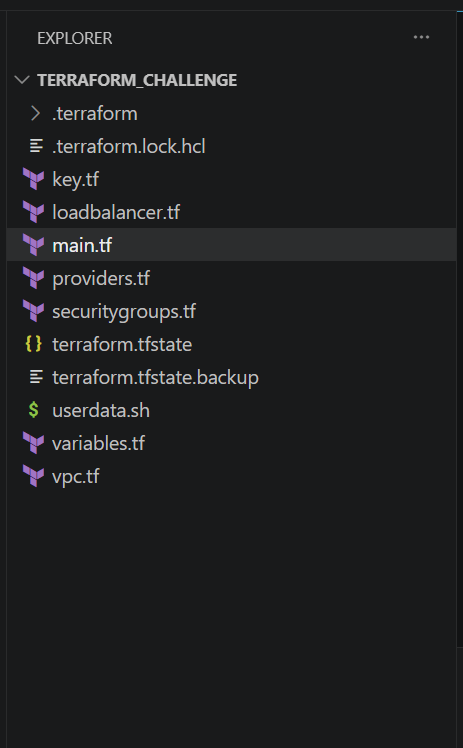 EXPLORER ...
TERRAFORM_CHALLENGE
.terraform
.terraform.lock.hcl
key.tf
loadbalancer.tf
main.tf
providers.tf
securitygroups.tf
{} terraform.tfstate
terraform.tfstate.backup
$ userdata.sh
variables.tf
vpc.tf